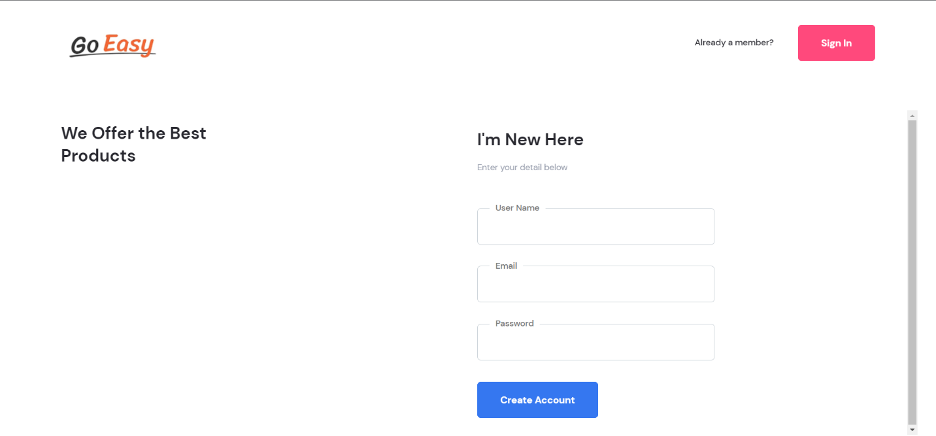 Go Easy
Already a member?
Sign In
We Offer the Best
Products
I'm New Here
Enter your detail below
User Name
Email
Password
Create Account